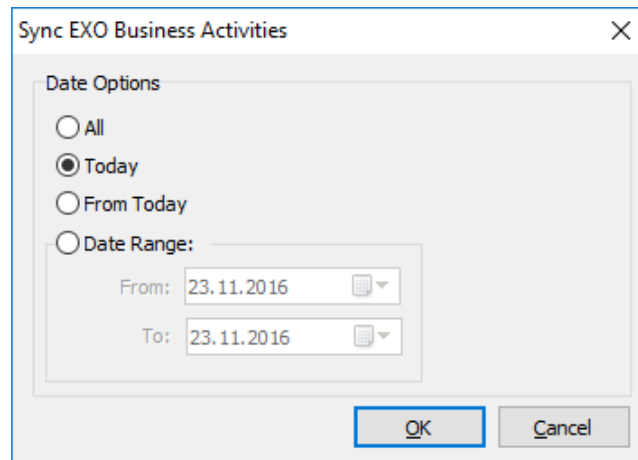 Sync EXO Business Activities
Date Options
All
Today
From Today
Date Range:
From: 23.11.2016
To: 23.11.2016
OK Cancel